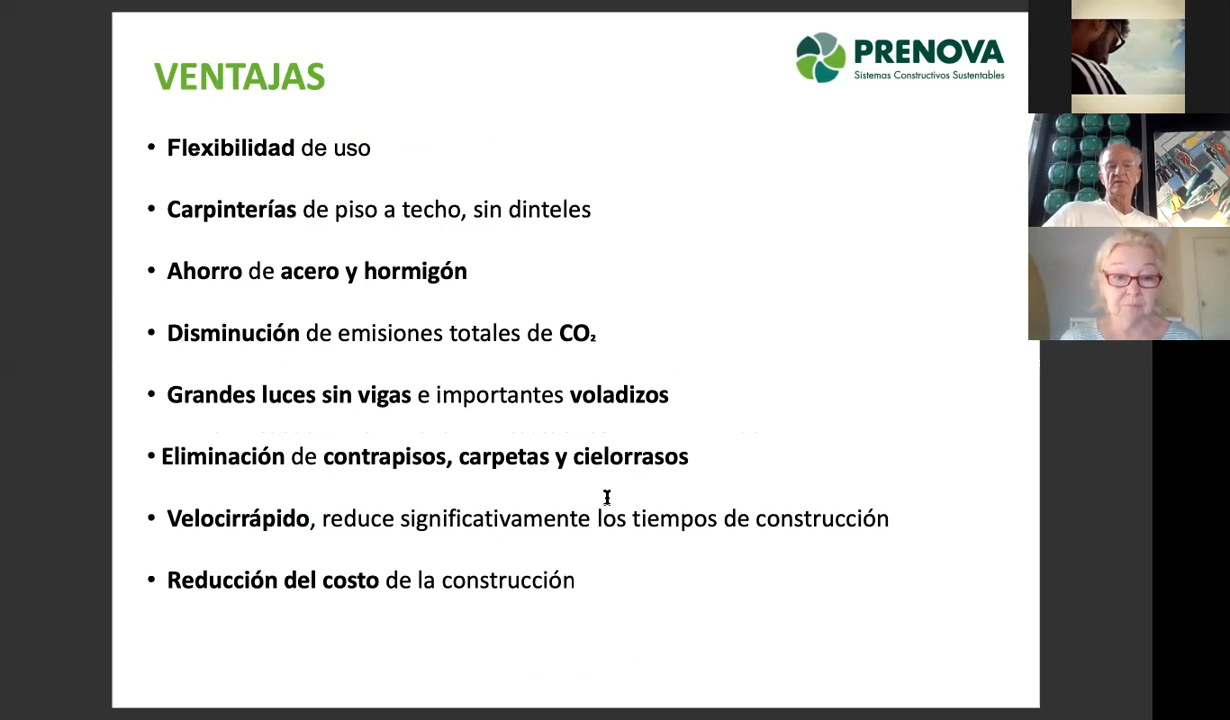 VENTAJAS
PRENOVA
Sistemas Constructivos Sustentables
• Flexibilidad de uso
• Carpinterías de piso a techo, sin dinteles
• Ahorro de acero y hormigón
• Disminución de emisiones totales de CO₂
• Grandes luces sin vigas e importantes voladizos
• Eliminación de contrapisos, carpetas y cielorrasos
• Velocirrápido, reduce significativamente los tiempos de construcción
• Reducción del costo de la construcción